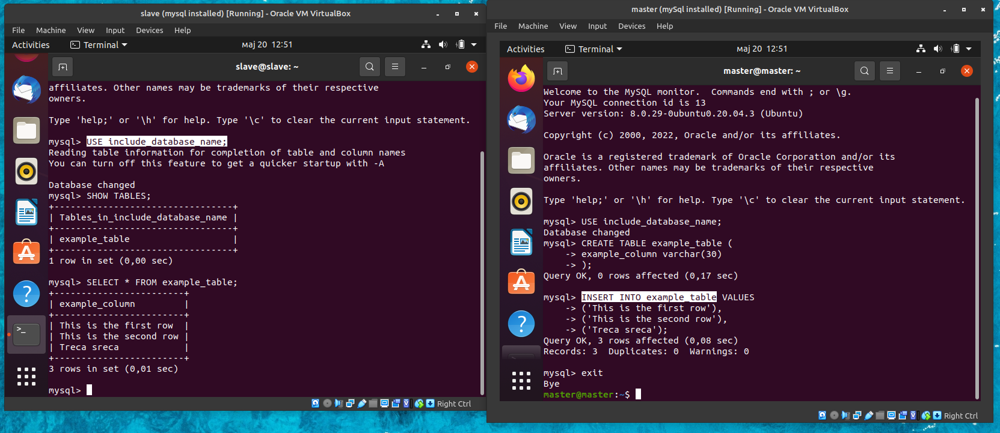 slave (mysql installed) [Running] - Oracle VM VirtualBox
File Machine View Input Devices Help
Activities Terminal мај 20 12:51
slave@slave: ~
affiliates. Other names may be trademarks of their respective
owners.
Type 'help;' or '\h' for help. Type '\c' to clear the current input statement.
mysql> USE include_database_name;
Reading table information for completion of table and column names
You can turn off this feature to get a quicker startup with -A
Database changed
mysql> SHOW TABLES;
+---------------------------------+
| Tables_in_include_database_name |
+---------------------------------+
| example_table                   |
+---------------------------------+
1 row in set (0,00 sec)
mysql> SELECT * FROM example_table;
+------------------------+
| example_column         |
+------------------------+
| This is the first row  |
| This is the second row |
| Treca sreca            |
+------------------------+
3 rows in set (0,01 sec)
mysql>
Right Ctrl
master (mySql installed) [Running] - Oracle VM VirtualBox
File Machine View Input Devices Help
Activities Terminal мај 20 12:51
master@master: ~
Welcome to the MySQL monitor.  Commands end with ; or \g.
Your MySQL connection id is 13
Server version: 8.0.29-0ubuntu0.20.04.3 (Ubuntu)
Copyright (c) 2000, 2022, Oracle and/or its affiliates.
Oracle is a registered trademark of Oracle Corporation and/or its
affiliates. Other names may be trademarks of their respective
owners.
Type 'help;' or '\h' for help. Type '\c' to clear the current input statement.
mysql> USE include_database_name;
Database changed
mysql> CREATE TABLE example_table (
    -> example_column varchar(30)
    -> );
Query OK, 0 rows affected (0,17 sec)
mysql> INSERT INTO example_table VALUES
    -> ('This is the first row'),
    -> ('This is the second row'),
    -> ('Treca sreca');
Query OK, 3 rows affected (0,08 sec)
Records: 3  Duplicates: 0  Warnings: 0
mysql> exit
Bye
master@master:~$
Right Ctrl